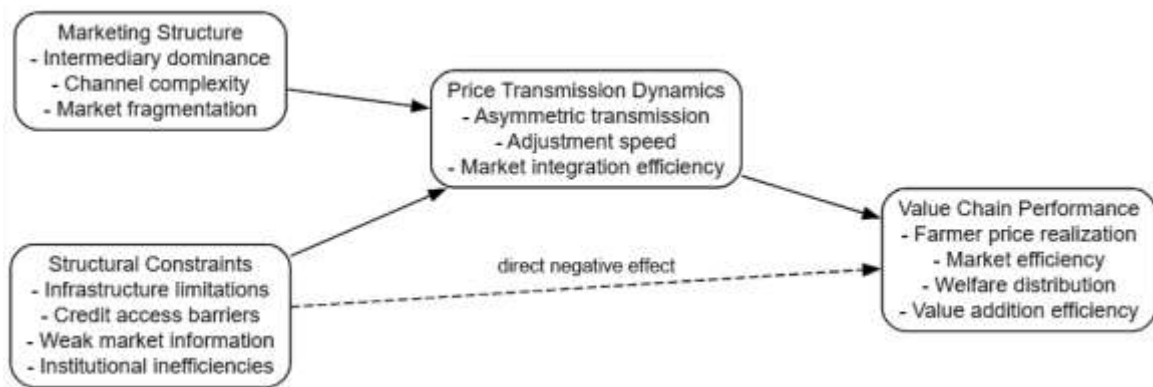 Marketing Structure
- Intermediary dominance
- Channel complexity
- Market fragmentation
Price Transmission Dynamics
- Asymmetric transmission
- Adjustment speed
- Market integration efficiency
Structural Constraints
- Infrastructure limitations
- Credit access barriers
- Weak market information
- Institutional inefficiencies
direct negative effect
Value Chain Performance
- Farmer price realization
- Market efficiency
- Welfare distribution
- Value addition efficiency